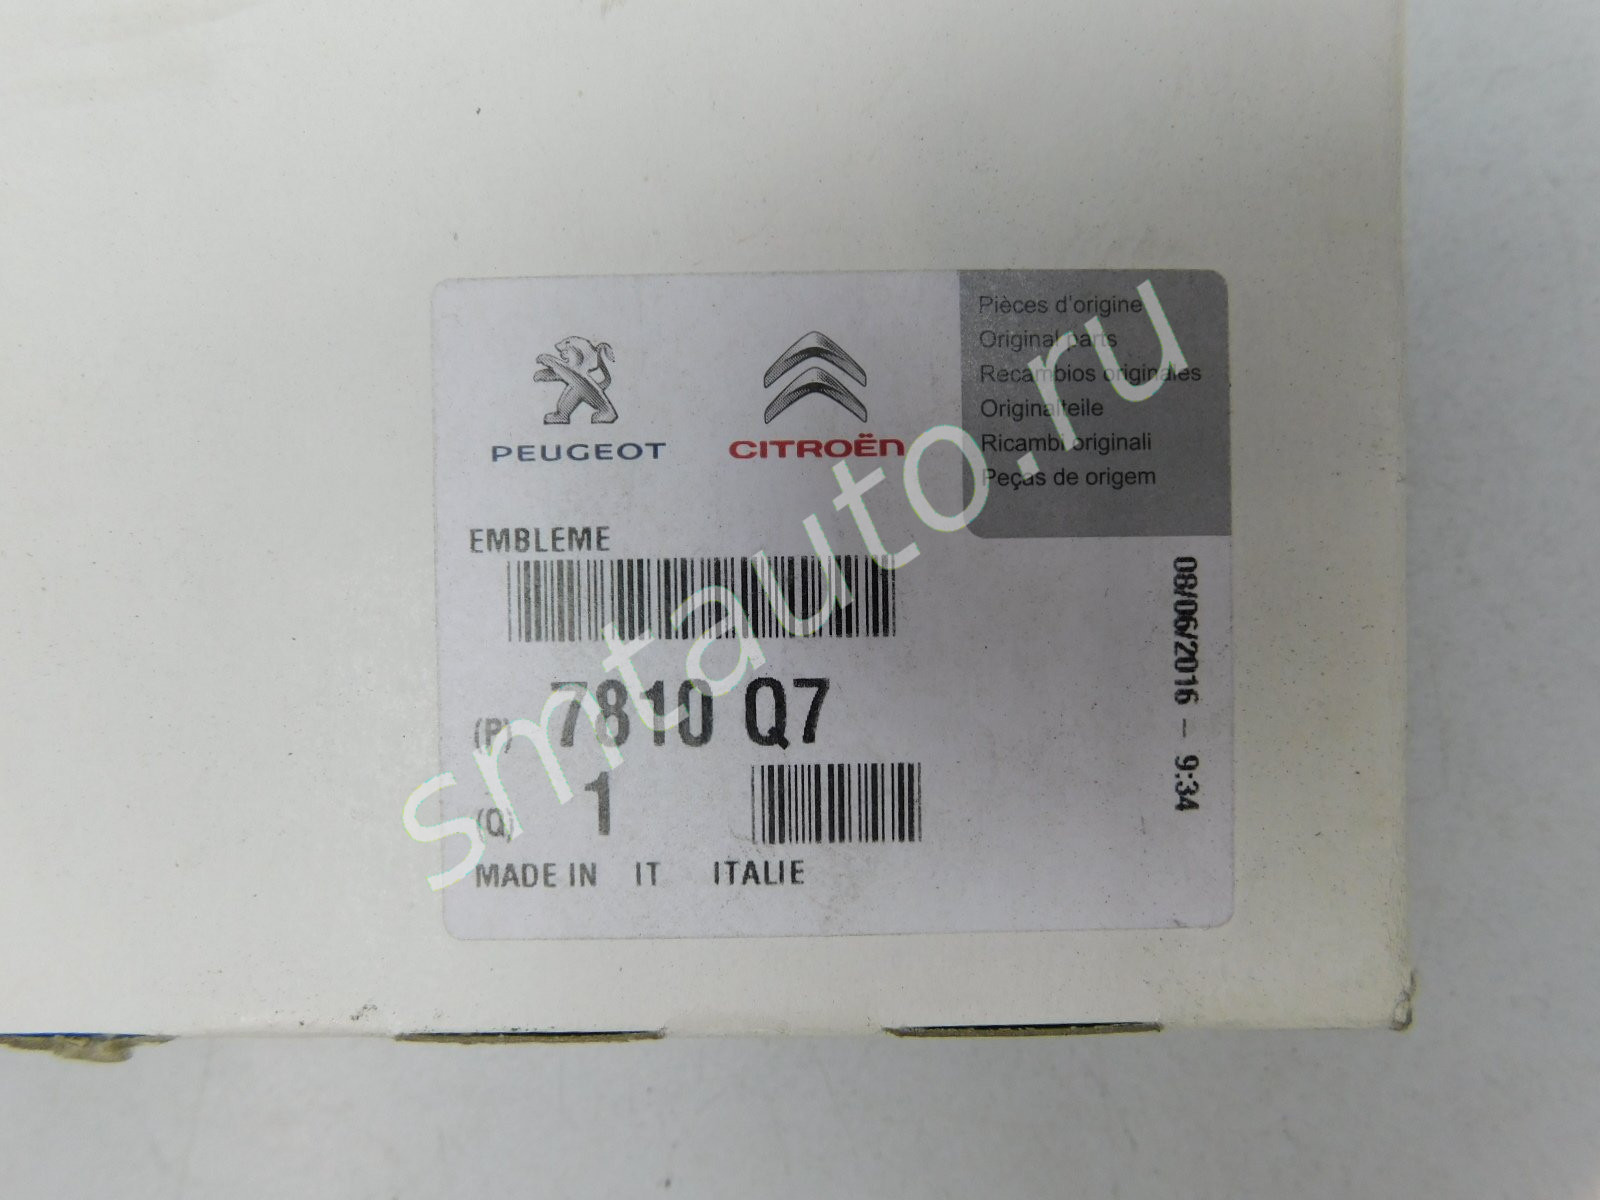 Pièces d'origine
Original parts
Recambios originales
Originalteile
Ricambi originali
Peças de origem
PEUGEOT
CITROËN
EMBLEME
(P) 7810 Q7
(Q) 1
MADE IN IT ITALIE
08/06/2016 - 9:34
smtauto.ru